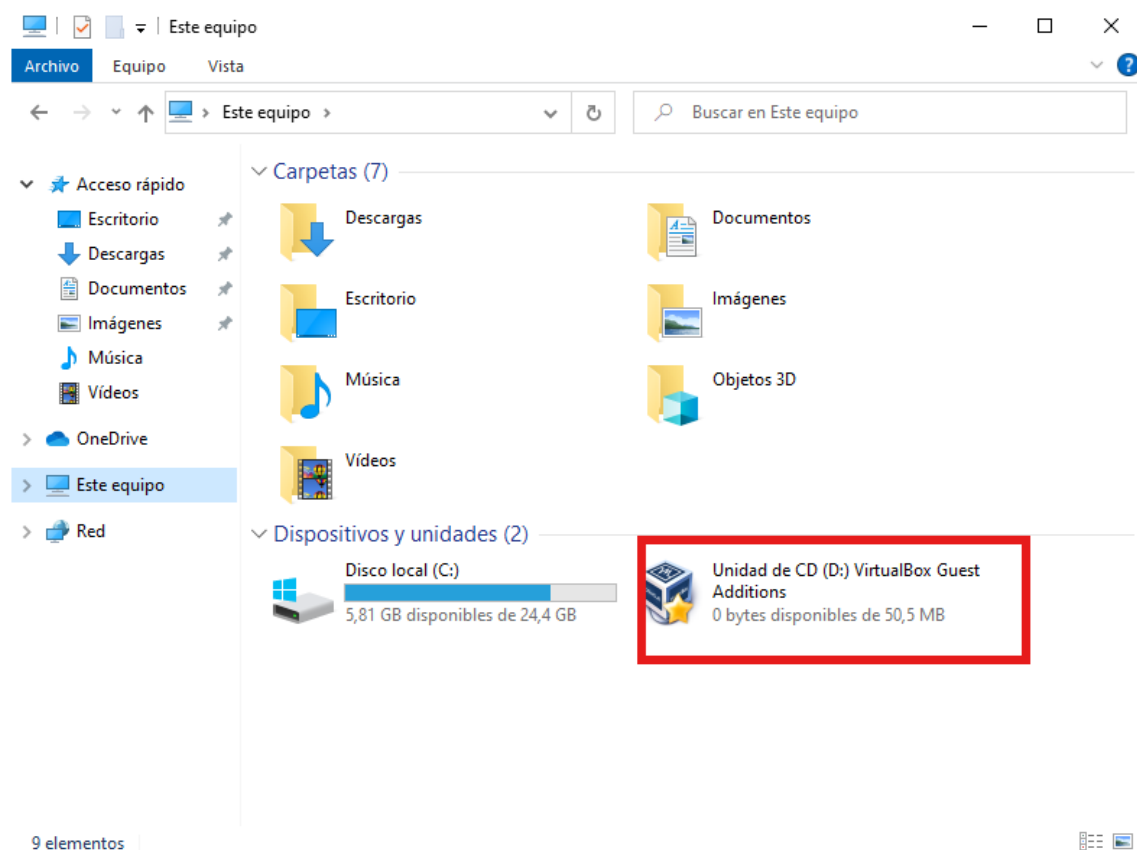 Este equipo
Archivo Equipo Vista
?
Este equipo
Buscar en Este equipo
Acceso rápido
Escritorio
Descargas
Documentos
Imágenes
Música
Vídeos
OneDrive
Este equipo
Red
Carpetas (7)
Descargas
Documentos
Escritorio
Imágenes
Música
Objetos 3D
Vídeos
Dispositivos y unidades (2)
Disco local (C:)
5,81 GB disponibles de 24,4 GB
Unidad de CD (D:) VirtualBox Guest
Additions
0 bytes disponibles de 50,5 MB
9 elementos